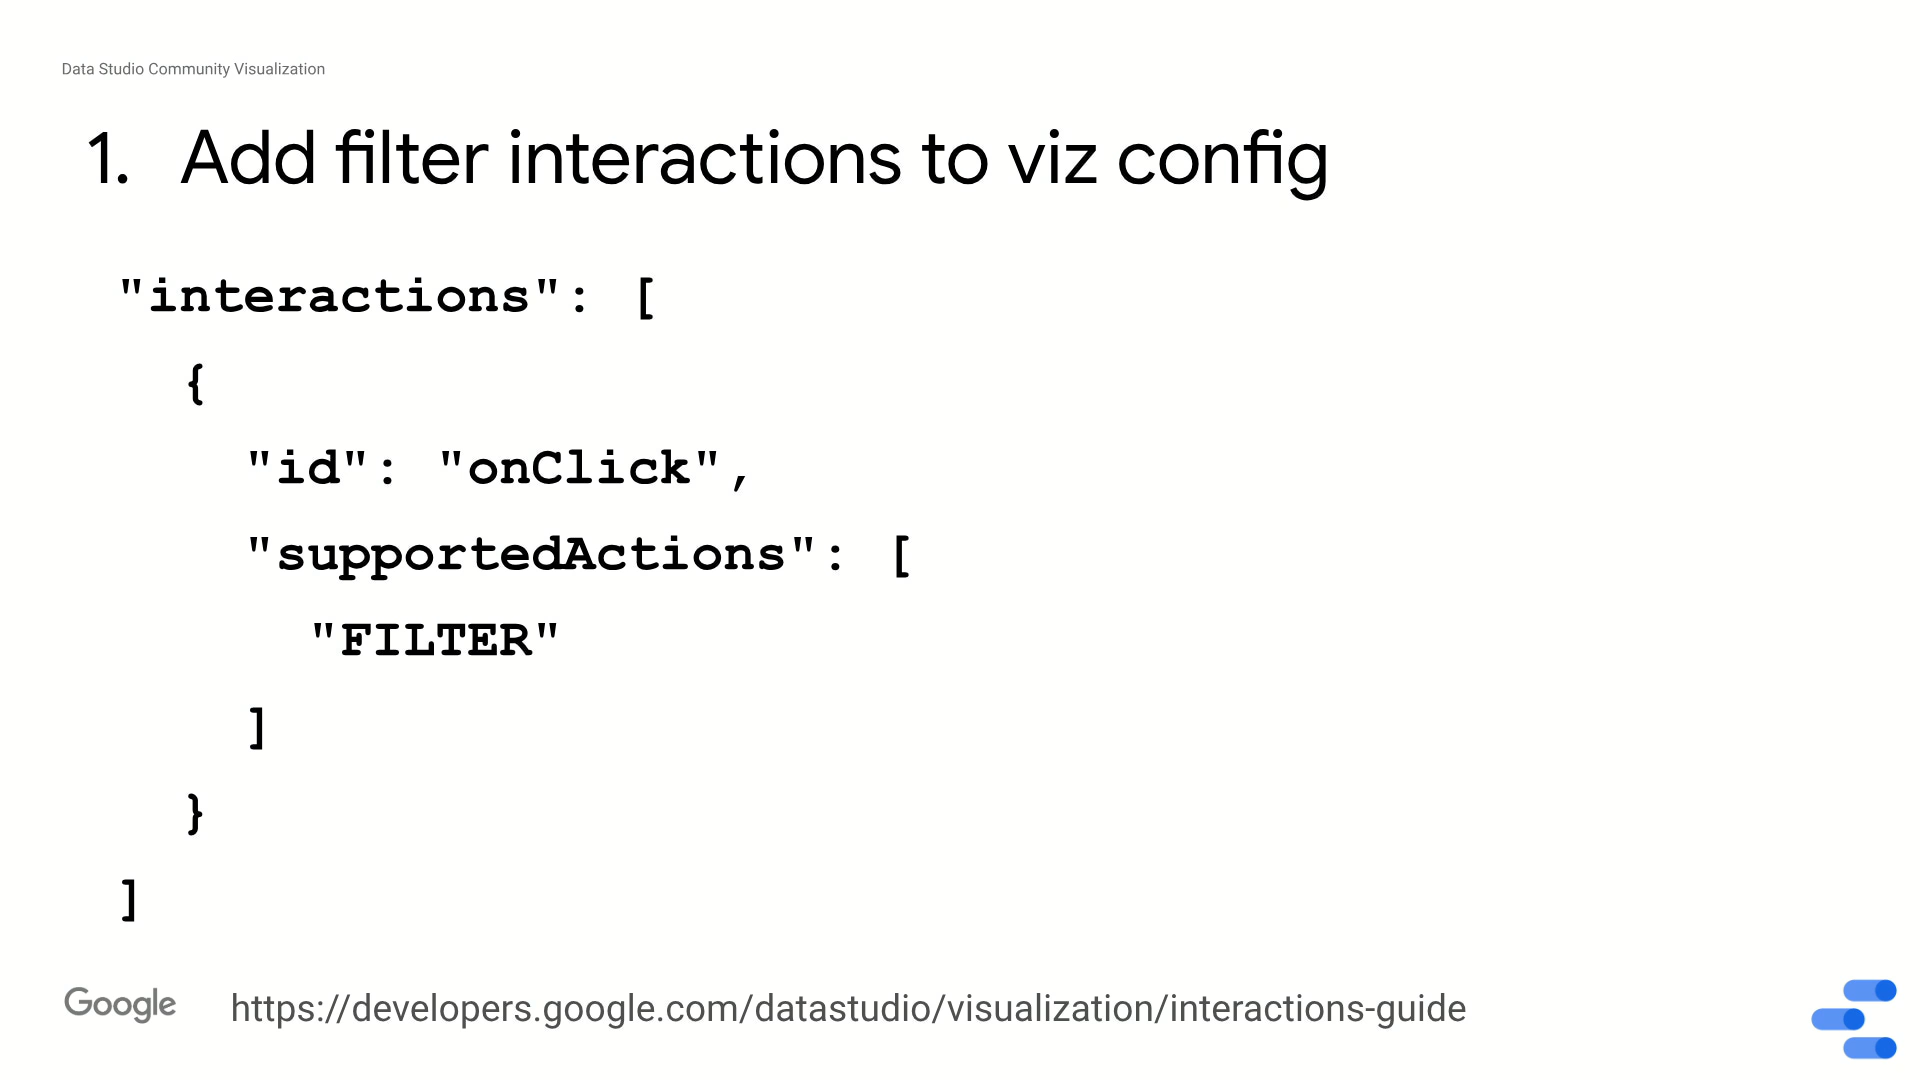 Data Studio Community Visualization
1. Add filter interactions to viz config
"interactions": [
{
"id": "onClick",
"supportedActions": [
"FILTER"
]
}
]
Google
https://developers.google.com/datastudio/visualization/interactions-guide